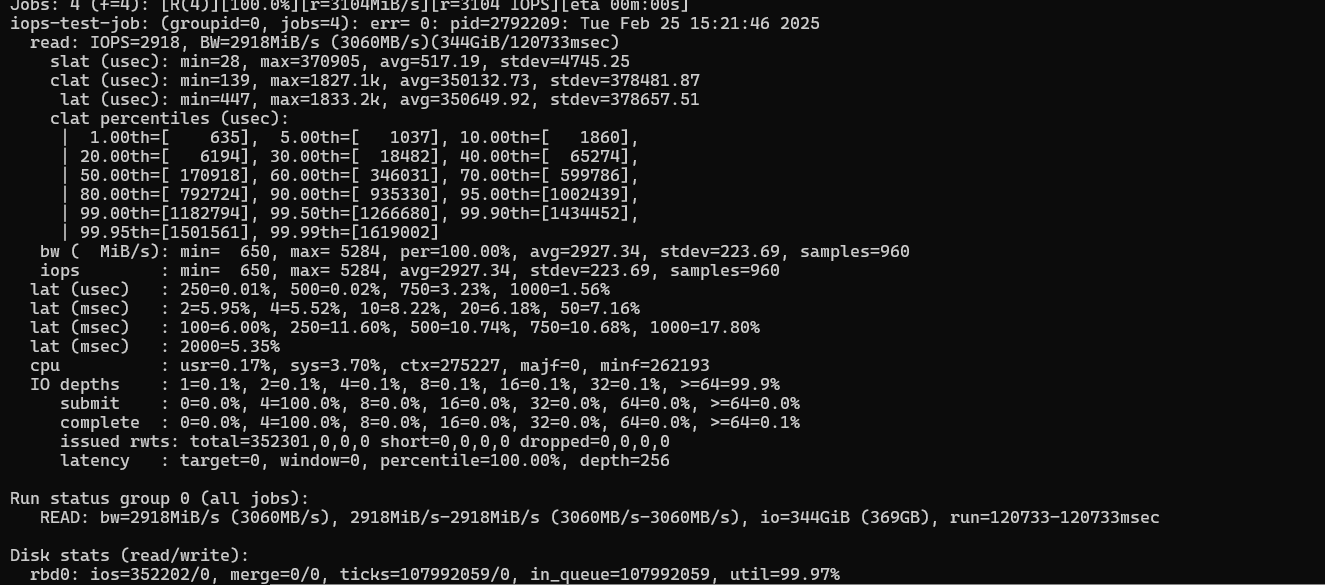 Jobs: 4 (f=4): [R(4)][100.0%][r=3104MiB/s][r=3104 IOPS][eta 00m:00s]
iops-test-job: (groupid=0, jobs=4): err= 0: pid=2792209: Tue Feb 25 15:21:46 2025
  read: IOPS=2918, BW=2918MiB/s (3060MB/s)(344GiB/120733msec)
    slat (usec): min=28, max=370905, avg=517.19, stdev=4745.25
    clat (usec): min=139, max=1827.1k, avg=350132.73, stdev=378481.87
     lat (usec): min=447, max=1833.2k, avg=350649.92, stdev=378657.51
    clat percentiles (usec):
     |  1.00th=[    635],  5.00th=[   1037], 10.00th=[   1860],
     | 20.00th=[   6194], 30.00th=[  18482], 40.00th=[  65274],
     | 50.00th=[ 170918], 60.00th=[ 346031], 70.00th=[ 599786],
     | 80.00th=[ 792724], 90.00th=[ 935330], 95.00th=[1002439],
     | 99.00th=[1182794], 99.50th=[1266680], 99.90th=[1434452],
     | 99.95th=[1501561], 99.99th=[1619002]
   bw (  MiB/s): min=  650, max= 5284, per=100.00%, avg=2927.34, stdev=223.69, samples=960
   iops        : min=  650, max= 5284, avg=2927.34, stdev=223.69, samples=960
  lat (usec)   : 250=0.01%, 500=0.02%, 750=3.23%, 1000=1.56%
  lat (msec)   : 2=5.95%, 4=5.52%, 10=8.22%, 20=6.18%, 50=7.16%
  lat (msec)   : 100=6.00%, 250=11.60%, 500=10.74%, 750=10.68%, 1000=17.80%
  lat (msec)   : 2000=5.35%
  cpu          : usr=0.17%, sys=3.70%, ctx=275227, majf=0, minf=262193
  IO depths    : 1=0.1%, 2=0.1%, 4=0.1%, 8=0.1%, 16=0.1%, 32=0.1%, >=64=99.9%
     submit    : 0=0.0%, 4=100.0%, 8=0.0%, 16=0.0%, 32=0.0%, 64=0.0%, >=64=0.0%
     complete  : 0=0.0%, 4=100.0%, 8=0.0%, 16=0.0%, 32=0.0%, 64=0.0%, >=64=0.1%
     issued rwts: total=352301,0,0,0 short=0,0,0,0 dropped=0,0,0,0
     latency   : target=0, window=0, percentile=100.00%, depth=256

Run status group 0 (all jobs):
   READ: bw=2918MiB/s (3060MB/s), 2918MiB/s-2918MiB/s (3060MB/s-3060MB/s), io=344GiB (369GB), run=120733-120733msec

Disk stats (read/write):
  rbd0: ios=352202/0, merge=0/0, ticks=107992059/0, in_queue=107992059, util=99.97%